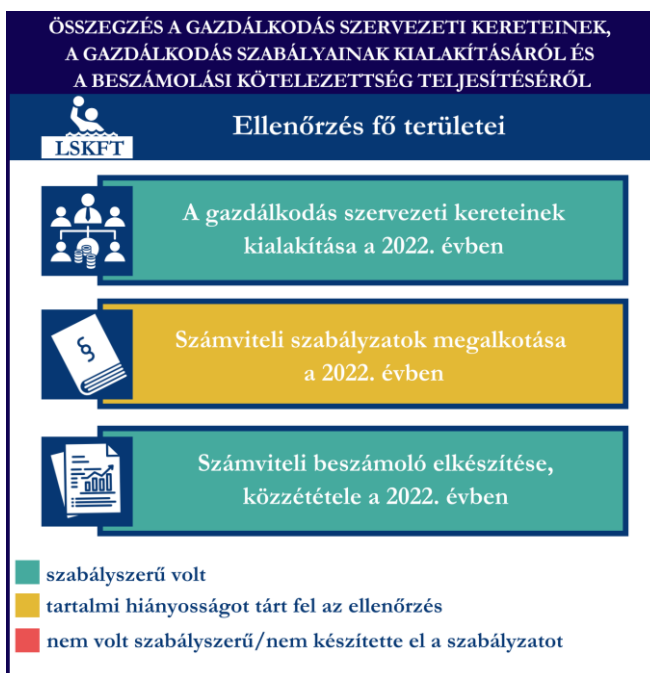 ÖSSZEGZÉS A GAZDÁLKODÁS SZERVEZETI KERETEINEK,
A GAZDÁLKODÁS SZABÁLYAINAK KIALAKÍTÁSÁRÓL ÉS
A BESZÁMOLÁSI KÖTELEZETTSÉG TELJESÍTÉSÉRŐL
LSKFT
Ellenőrzés fő területei
A gazdálkodás szervezeti kereteinek
kialakítása a 2022. évben
§
Számviteli szabályzatok megalkotása
a 2022. évben
Számviteli beszámoló elkészítése,
közzététele a 2022. évben
szabályszerű volt
tartalmi hiányosságot tárt fel az ellenőrzés
nem volt szabályszerű/nem készítette el a szabályzatot